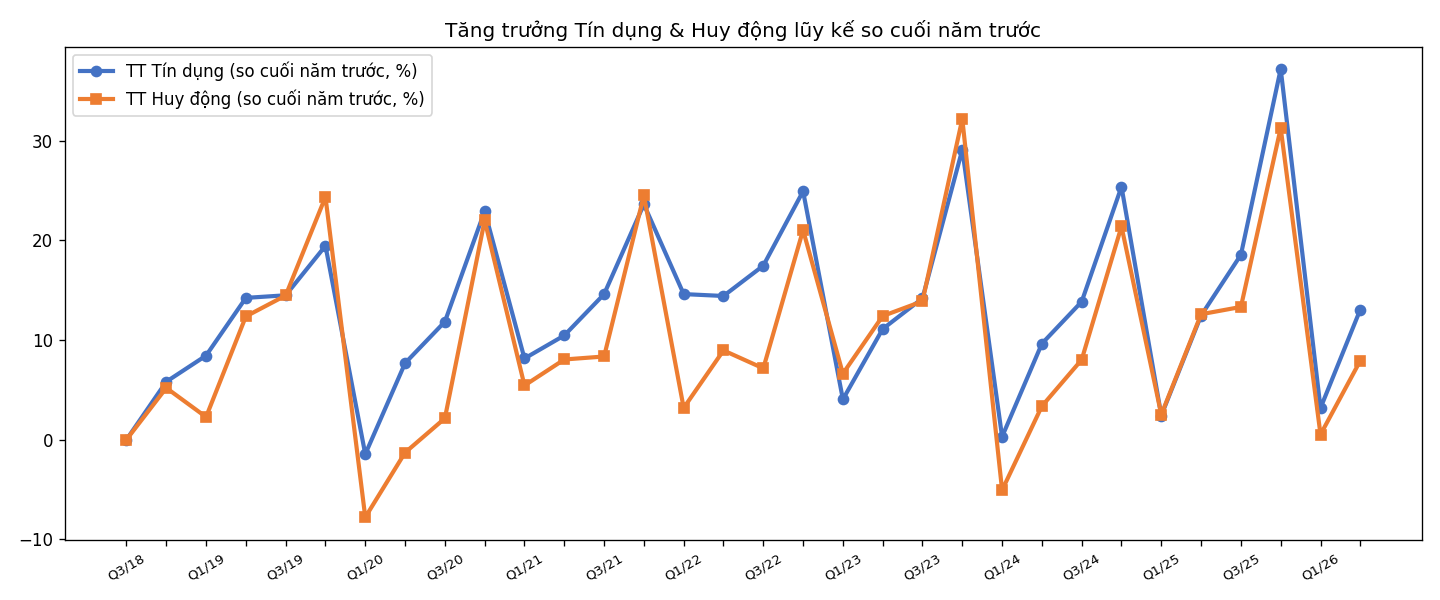 Tăng trưởng Tín dụng & Huy động lũy kế so cuối năm trước
TT Tín dụng (so cuối năm trước, %)
TT Huy động (so cuối năm trước, %)
30
20
10
0
−10
Q3/18
Q1/19
Q3/19
Q1/20
Q3/20
Q1/21
Q3/21
Q1/22
Q3/22
Q1/23
Q3/23
Q1/24
Q3/24
Q1/25
Q3/25
Q1/26